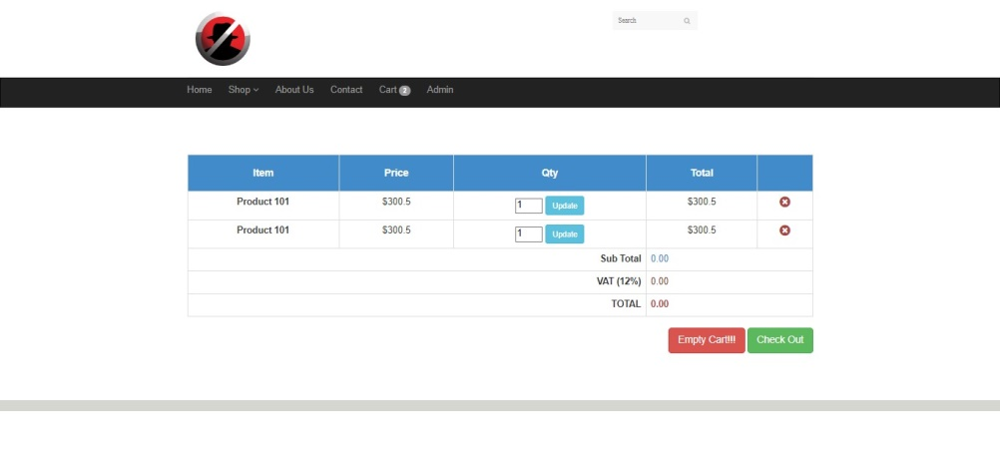 Search
Home Shop About Us Contact Cart 2 Admin
Item Price Qty Total
Product 101 $300.5 1 Update $300.5
Product 101 $300.5 1 Update $300.5
Sub Total 0.00
VAT (12%) 0.00
TOTAL 0.00
Empty Cart!!! Check Out